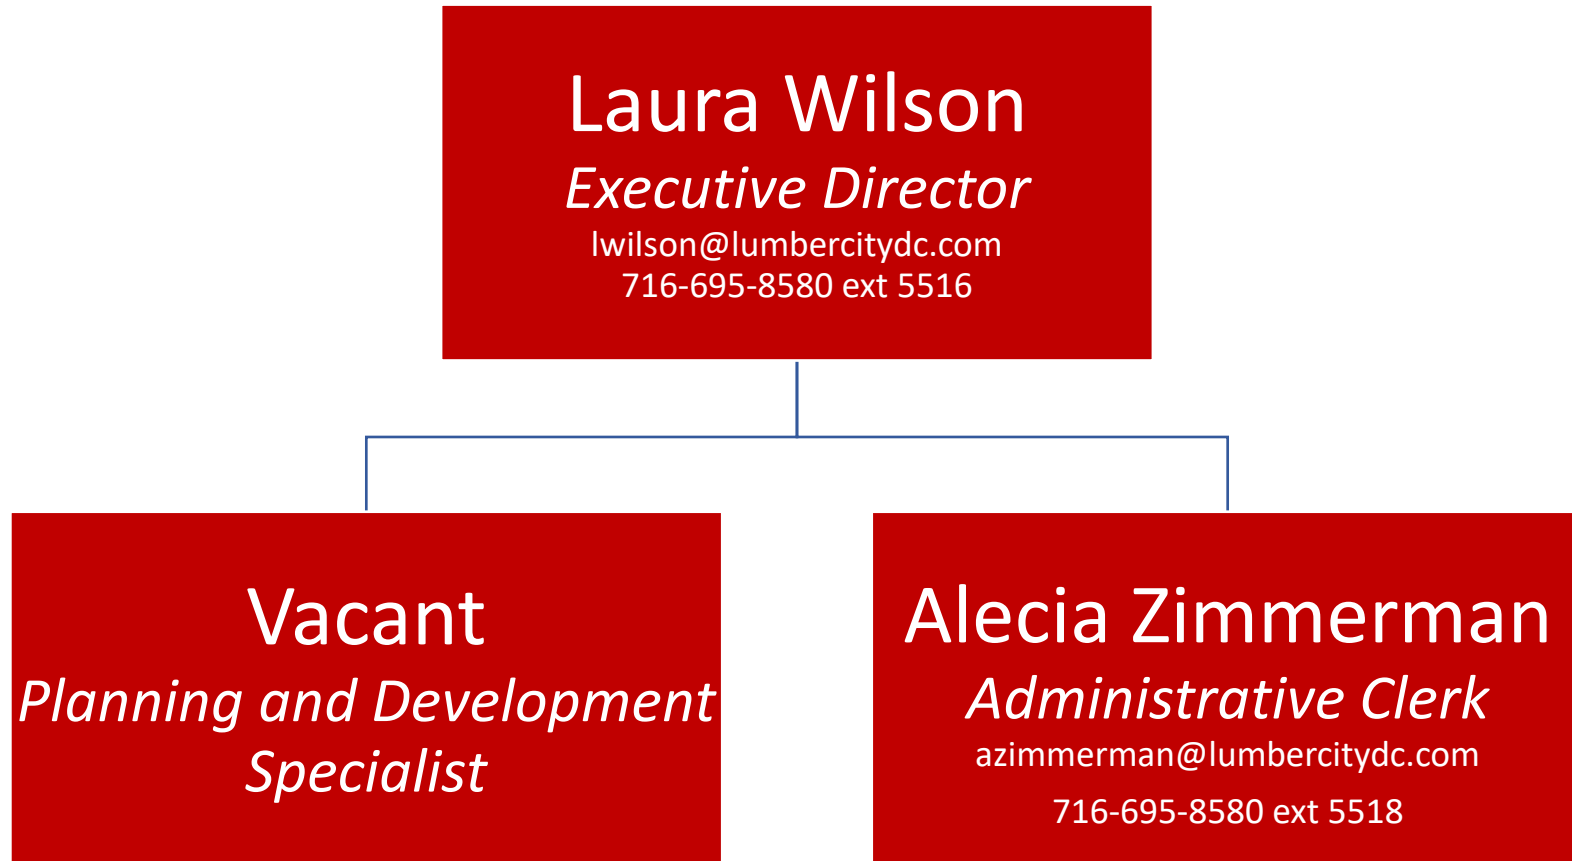 Laura Wilson
Executive Director
lwilson@lumbercitydc.com
716-695-8580 ext 5516
Vacant
Planning and Development
Specialist
Alecia Zimmerman
Administrative Clerk
azimmerman@lumbercitydc.com
716-695-8580 ext 5518